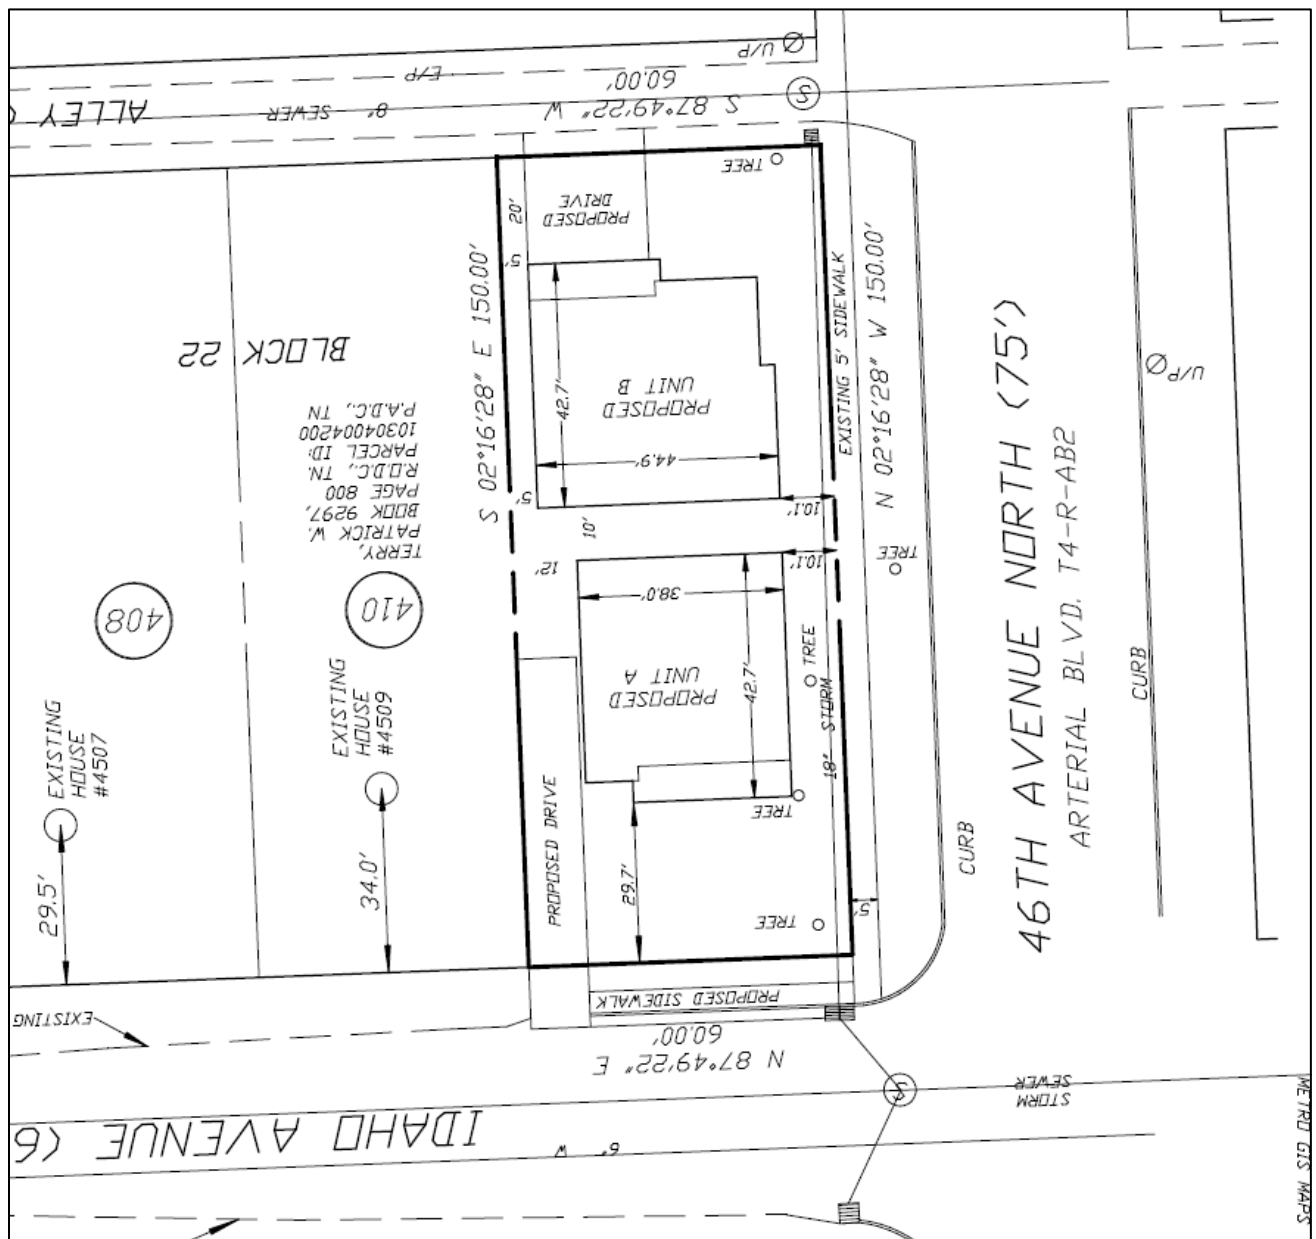 U/P
E/P
60.00'
S 87°49'22" W
8" SEWER
ALLEY
S
TREE
PROPOSED
DRIVE
20'
5'
S 02°16'28" E 150.00'
42.7'
PROPOSED
UNIT B
44.9'
5'
10.1'
EXISTING 5' SIDEWALK
N 02°16'28" W 150.00'
46TH AVENUE NORTH (75')
ARTERIAL BLVD. T4-R-AB2
U/P
BLOCK 22
TERRY,
PATRICK W.
BOOK 9297,
PAGE 800
R.O.D.C., TN.
PARCEL ID:
10304004200
P.A.D.C., TN
10'
12'
10.1'
TREE
408
410
38.0'
PROPOSED
UNIT A
42.7'
TREE
18" STORM
CURB
EXISTING
HOUSE
#4507
EXISTING
HOUSE
#4509
TREE
PROPOSED DRIVE
29.7'
CURB
29.5'
34.0'
TREE
5'
PROPOSED SIDEWALK
EXISTING
N 87°49'22" E
60.00'
S
STORM
SEWER
IDAHO AVENUE (6
6" W
METRO GIS MAPS